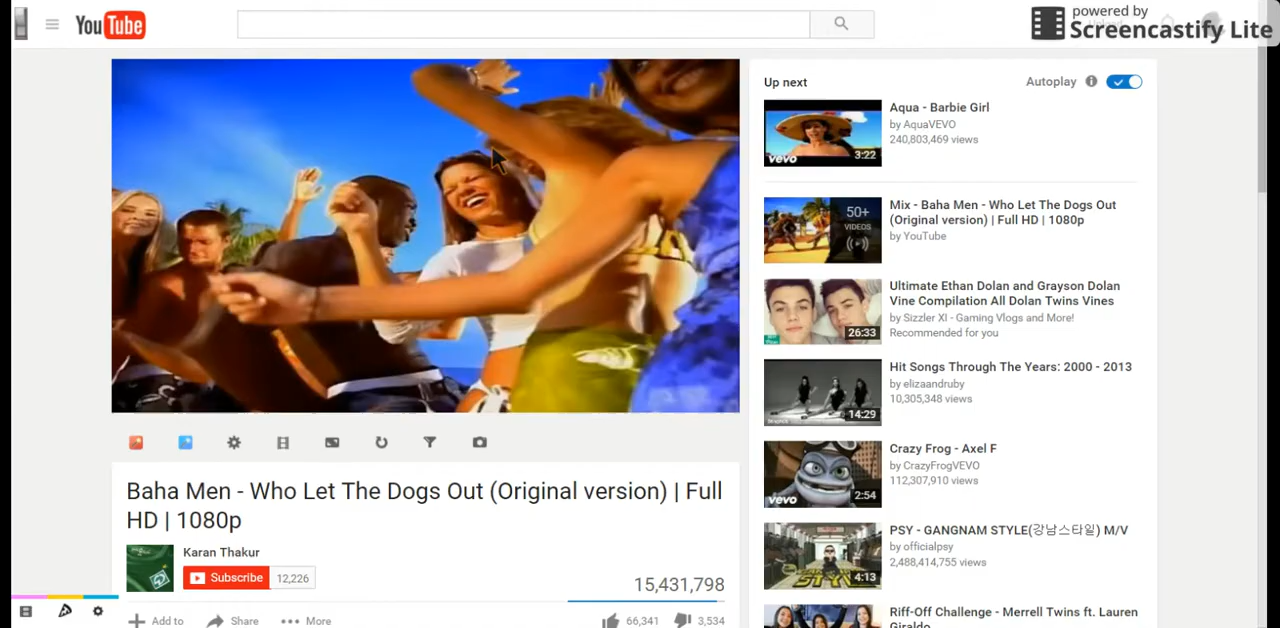 YouTube
powered by
Screencastify Lite
Up next
Autoplay
Aqua - Barbie Girl
by AquaVEVO
240,803,469 views
vevo
3:22
Mix - Baha Men - Who Let The Dogs Out
(Original version) | Full HD | 1080p
by YouTube
50+
VIDEOS
Ultimate Ethan Dolan and Grayson Dolan
Vine Compilation All Dolan Twins Vines
by Sizzler XI - Gaming Vlogs and More!
Recommended for you
26:33
Hit Songs Through The Years: 2000 - 2013
by elizaandruby
10,305,348 views
14:29
Crazy Frog - Axel F
by CrazyFrogVEVO
112,307,910 views
vevo
2:54
PSY - GANGNAM STYLE(강남스타일) M/V
by officialpsy
2,488,414,755 views
4:13
Riff-Off Challenge - Merrell Twins ft. Lauren
Giraldo
Baha Men - Who Let The Dogs Out (Original version) | Full
HD | 1080p
Karan Thakur
Subscribe
12,226
15,431,798
Add to
Share
More
66,341
3,534